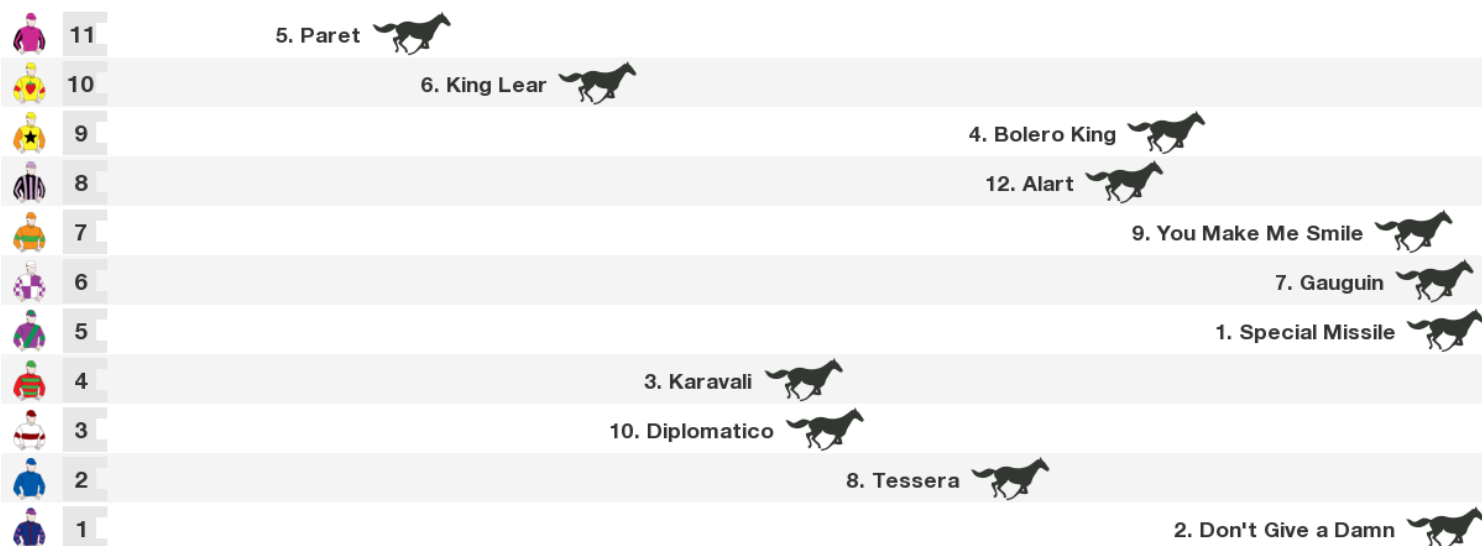 11 5. Paret
10 6. King Lear
9 4. Bolero King
8 12. Alart
7 9. You Make Me Smile
6 7. Gauguin
5 1. Special Missile
4 3. Karavali
3 10. Diplomatico
2 8. Tessera
1 2. Don't Give a Damn